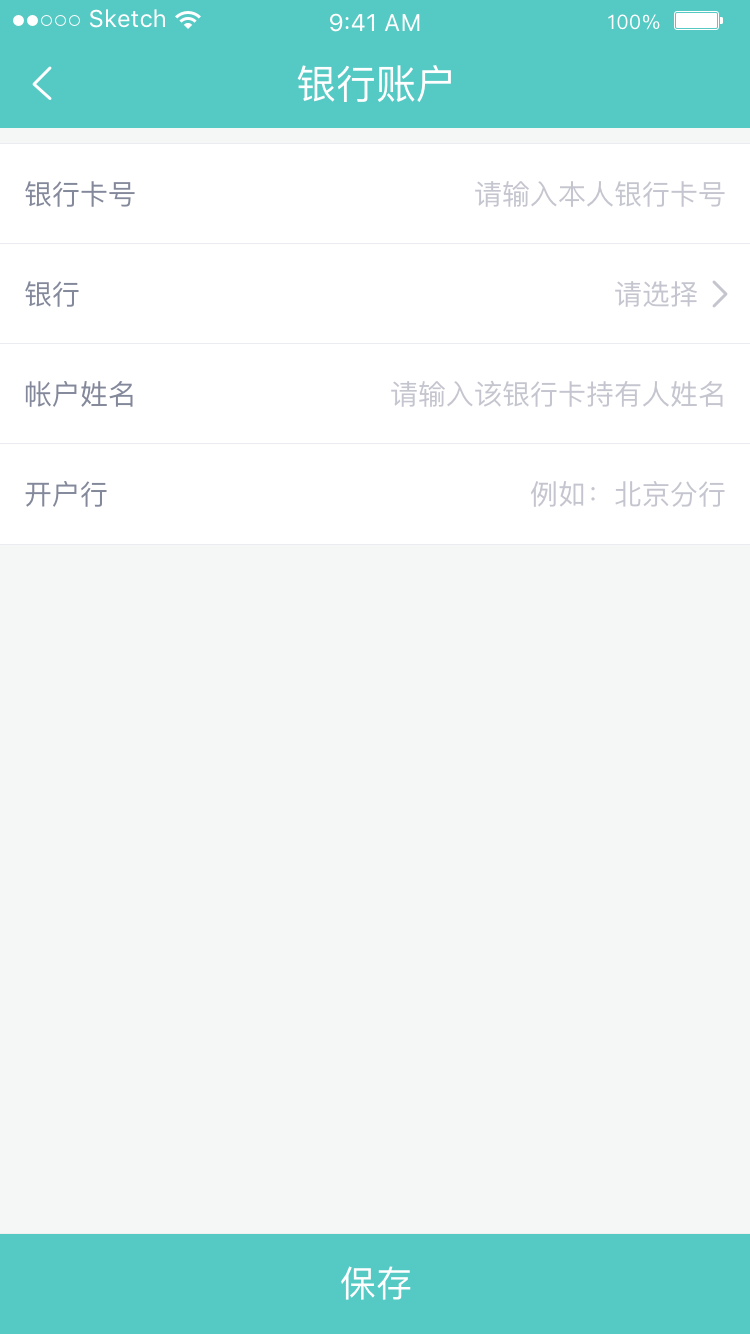 Sketch 9:41 AM 100%
银行账户
银行卡号 请输入本人银行卡号
银行 请选择
帐户姓名 请输入该银行卡持有人姓名
开户行 例如：北京分行
保存